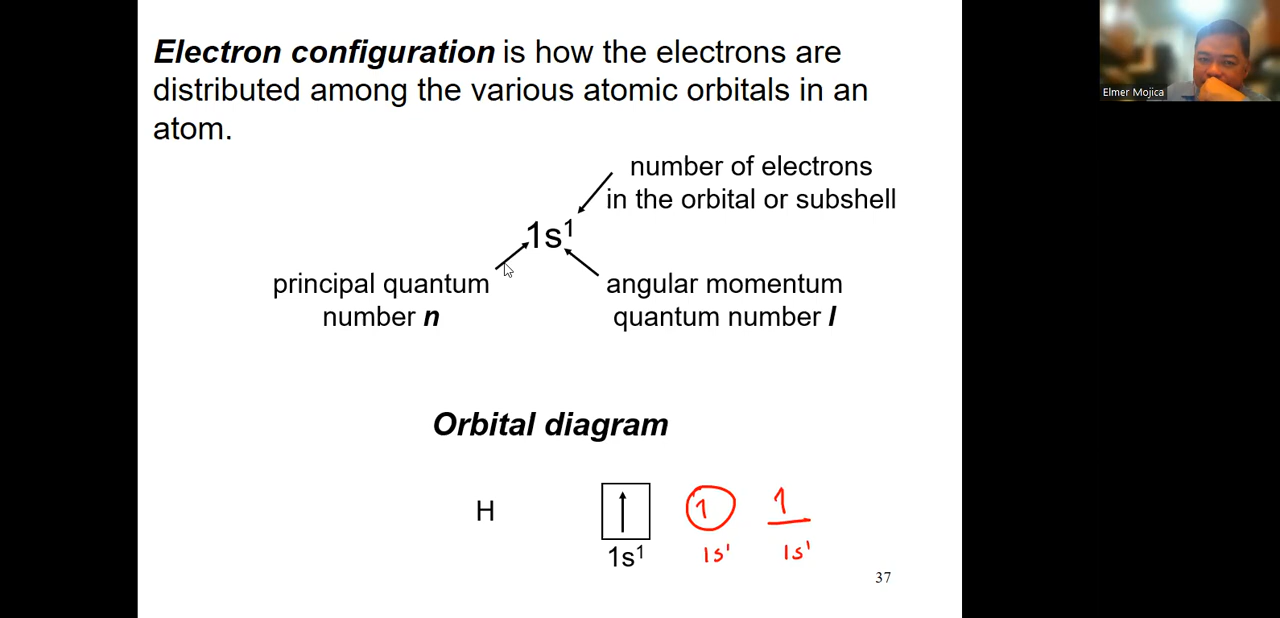 Electron configuration is how the electrons are
distributed among the various atomic orbitals in an
atom.
Elmer Mojica
number of electrons
in the orbital or subshell
1s¹
principal quantum
number n
angular momentum
quantum number l
Orbital diagram
H
1s¹ 1s¹ 1s¹
37